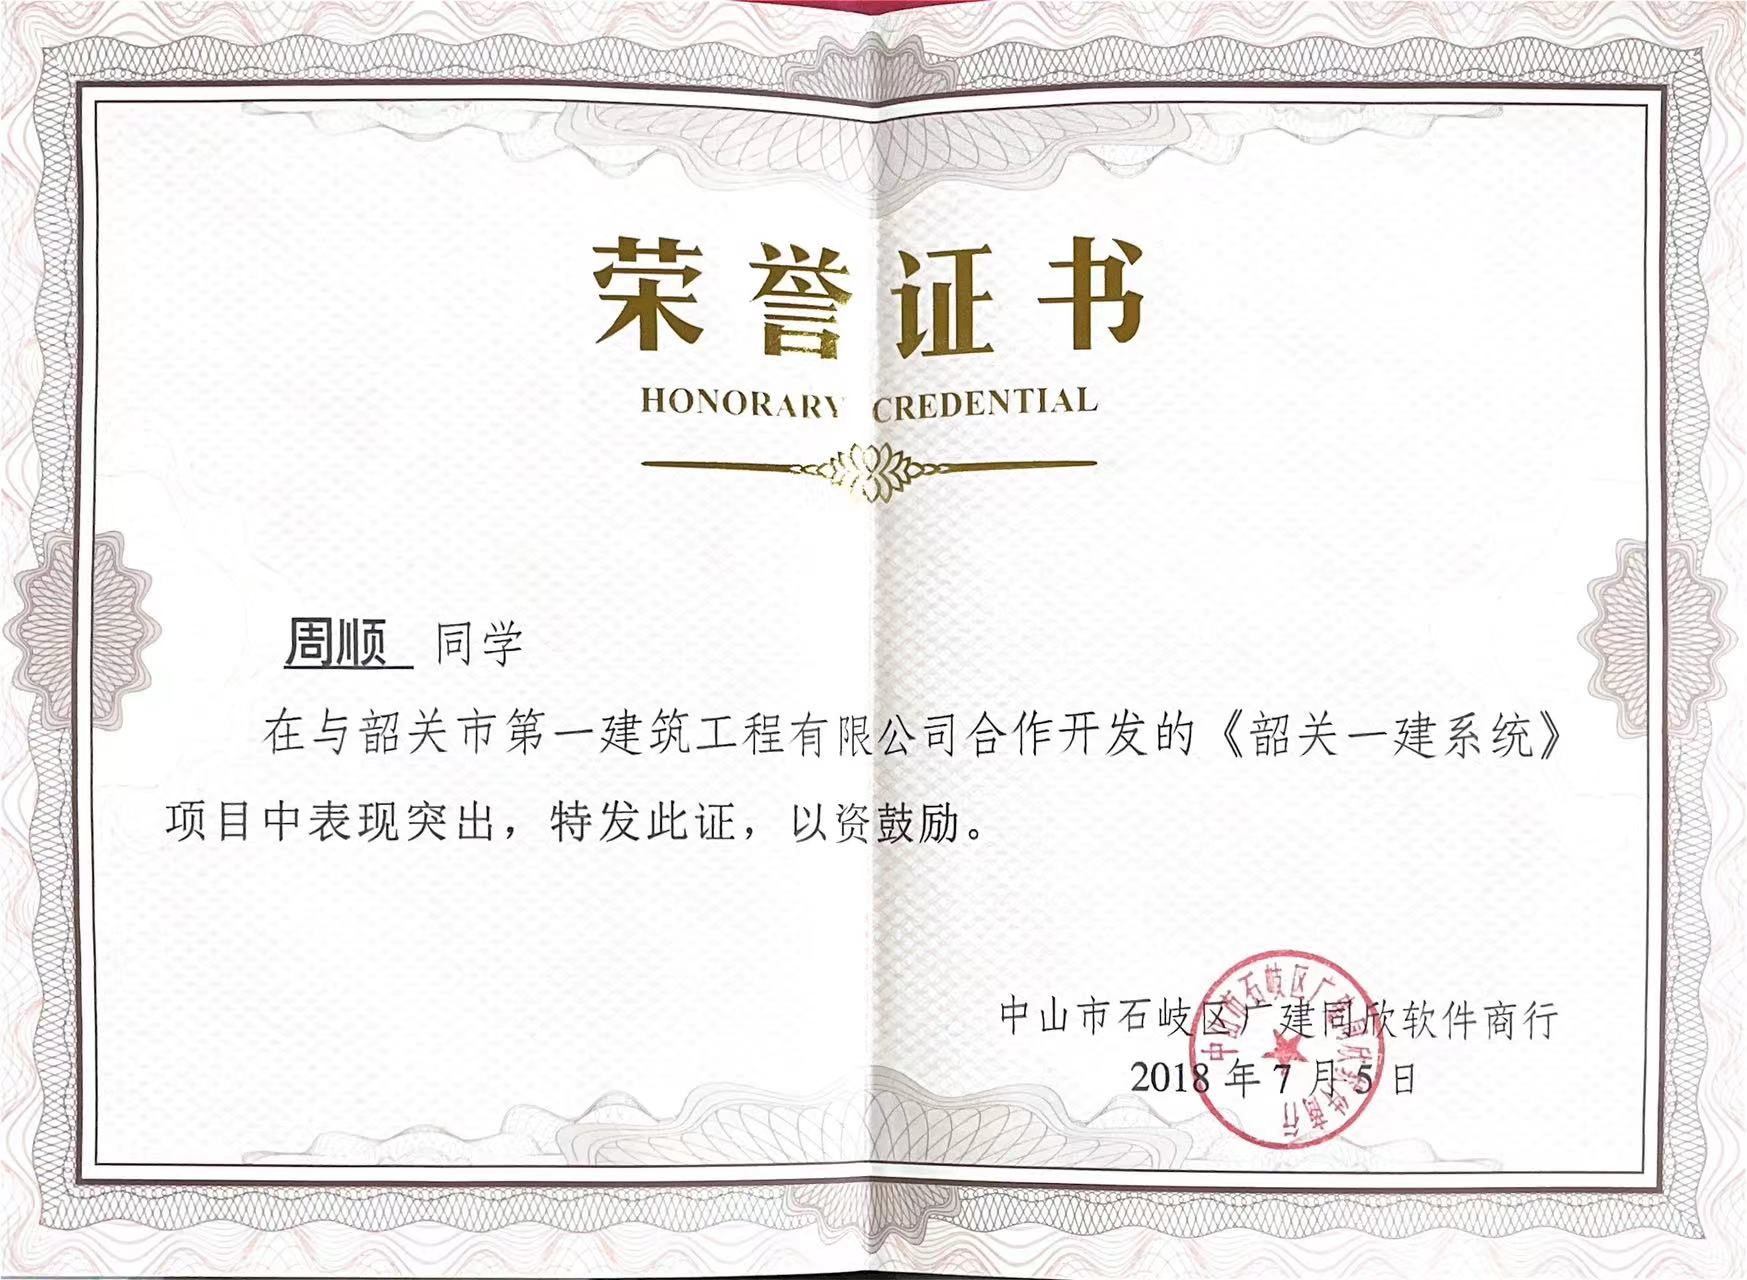 荣誉证书
HONORARY CREDENTIAL
周顺 同学
在与韶关市第一建筑工程有限公司合作开发的《韶关一建系统》
项目中表现突出，特发此证，以资鼓励。
中山市石岐区广建同欣软件商行
2018 年 7 月 5 日
中山市石岐区广建同欣软件商行